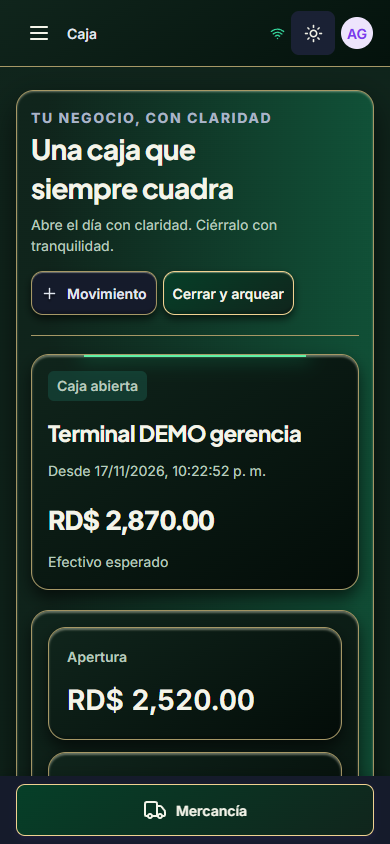 Caja
AG
TU NEGOCIO, CON CLARIDAD
Una caja que
siempre cuadra
Abre el día con claridad. Ciérralo con
tranquilidad.
Movimiento
Cerrar y arquear
Caja abierta
Terminal DEMO gerencia
Desde 17/11/2026, 10:22:52 p. m.
RD$ 2,870.00
Efectivo esperado
Apertura
RD$ 2,520.00
Mercancía